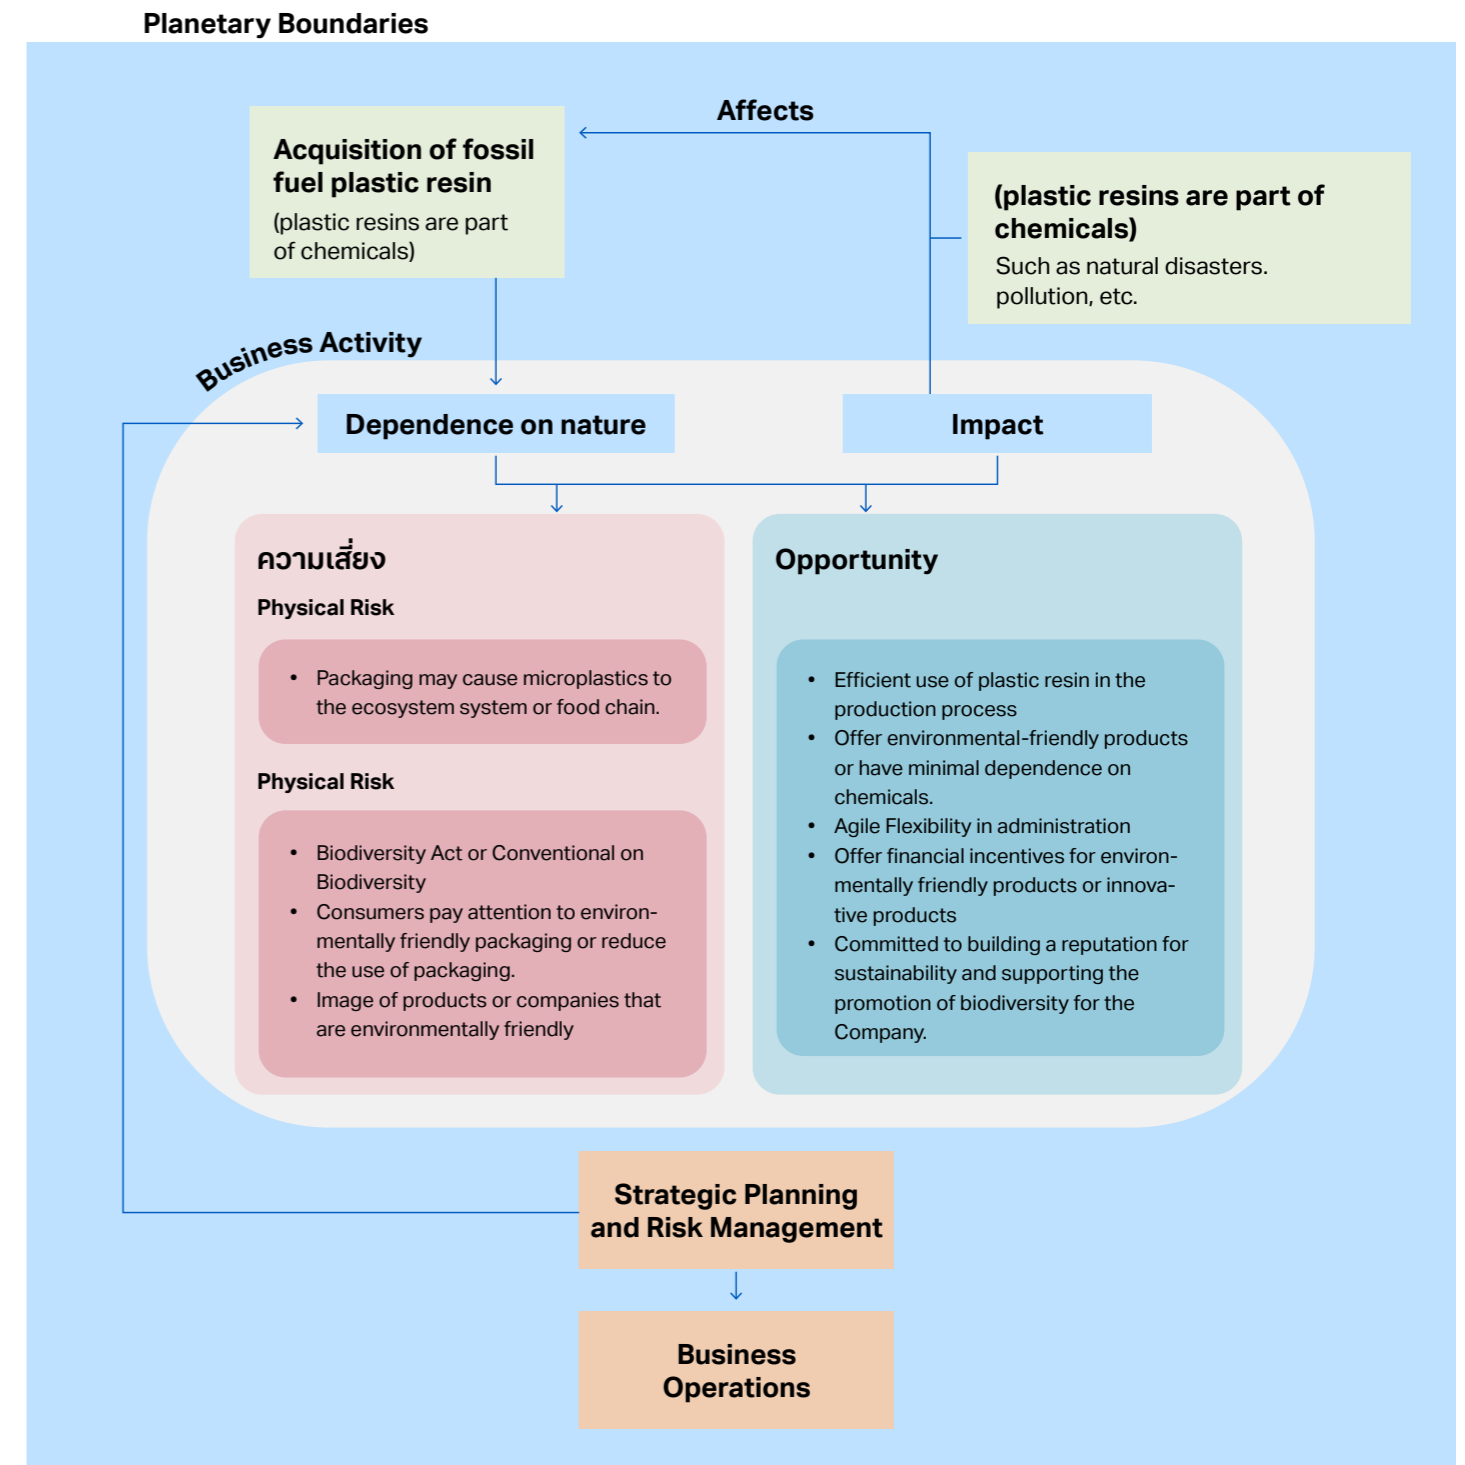 Planetary Boundaries
Affects
Acquisition of fossil
fuel plastic resin
(plastic resins are part
of chemicals)
(plastic resins are part of
chemicals)
Such as natural disasters.
pollution, etc.
Business Activity
Dependence on nature
Impact
ความเสี่ยง
Physical Risk
• Packaging may cause microplastics to
the ecosystem system or food chain.
Physical Risk
• Biodiversity Act or Conventional on
Biodiversity
• Consumers pay attention to environ-
mentally friendly packaging or reduce
the use of packaging.
• Image of products or companies that
are environmentally friendly
Opportunity
• Efficient use of plastic resin in the
production process
• Offer environmental-friendly products
or have minimal dependence on
chemicals.
• Agile Flexibility in administration
• Offer financial incentives for environ-
mentally friendly products or innova-
tive products
• Committed to building a reputation for
sustainability and supporting the
promotion of biodiversity for the
Company.
Strategic Planning
and Risk Management
Business
Operations